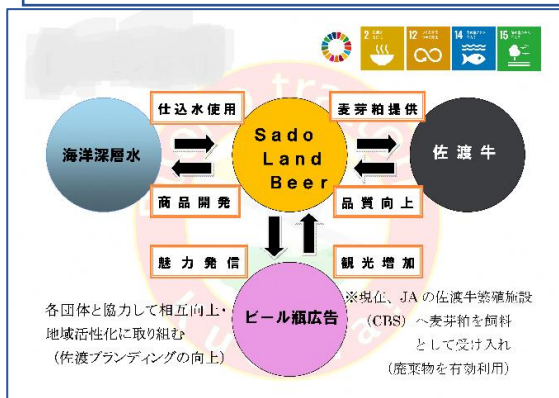 2
12
14
15
仕込水使用
麦芽粕提供
海洋深層水
Sado
Land
Beer
佐渡牛
商品開発
品質向上
魅力発信
観光増加
ビール瓶広告
各団体と協力して相互向上・
地域活性化に取り組む
（佐渡ブランディングの向上）
※現在、JAの佐渡牛繁殖施設
（CBS）へ麦芽粕を飼料
として受け入れ
（廃棄物を有効利用）